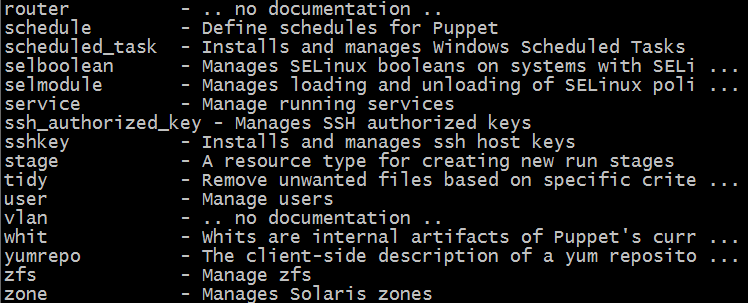 router          - .. no documentation ..
schedule        - Define schedules for Puppet
scheduled_task  - Installs and manages Windows Scheduled Tasks
selboolean      - Manages SELinux booleans on systems with SELi ...
selmodule       - Manages loading and unloading of SELinux poli ...
service         - Manage running services
ssh_authorized_key - Manages SSH authorized keys
sshkey          - Installs and manages ssh host keys
stage           - A resource type for creating new run stages
tidy            - Remove unwanted files based on specific crite ...
user            - Manage users
vlan            - .. no documentation ..
whit            - Whits are internal artifacts of Puppet's curr ...
yumrepo         - The client-side description of a yum reposito ...
zfs             - Manage zfs
zone            - Manages Solaris zones